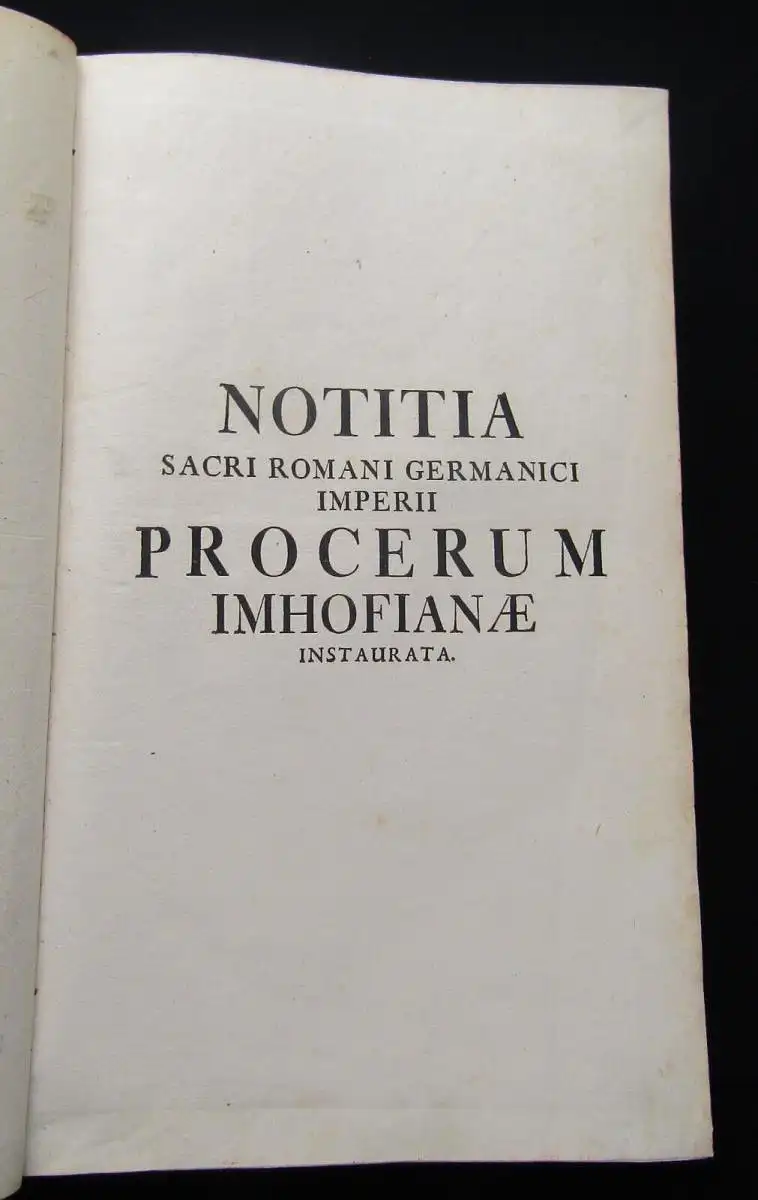 NOTITIA
SACRI ROMANI GERMANICI
IMPERII
PROCERUM
IMHOFIANÆ
INSTAURATA.